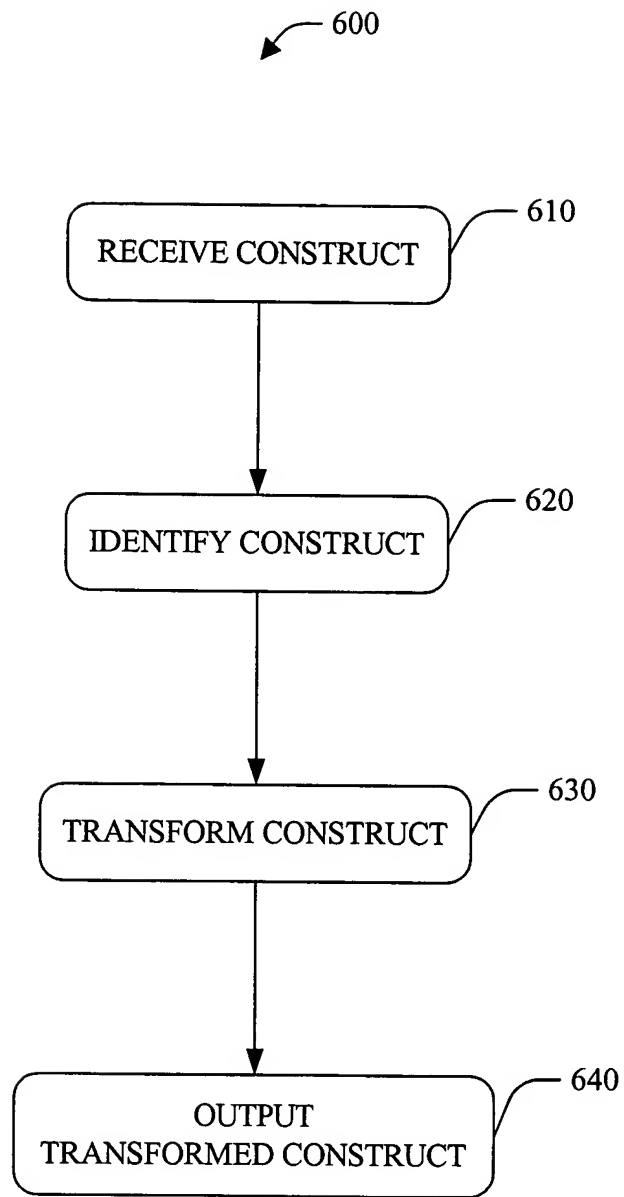 600
610
RECEIVE CONSTRUCT
620
IDENTIFY CONSTRUCT
630
TRANSFORM CONSTRUCT
640
OUTPUT
TRANSFORMED CONSTRUCT